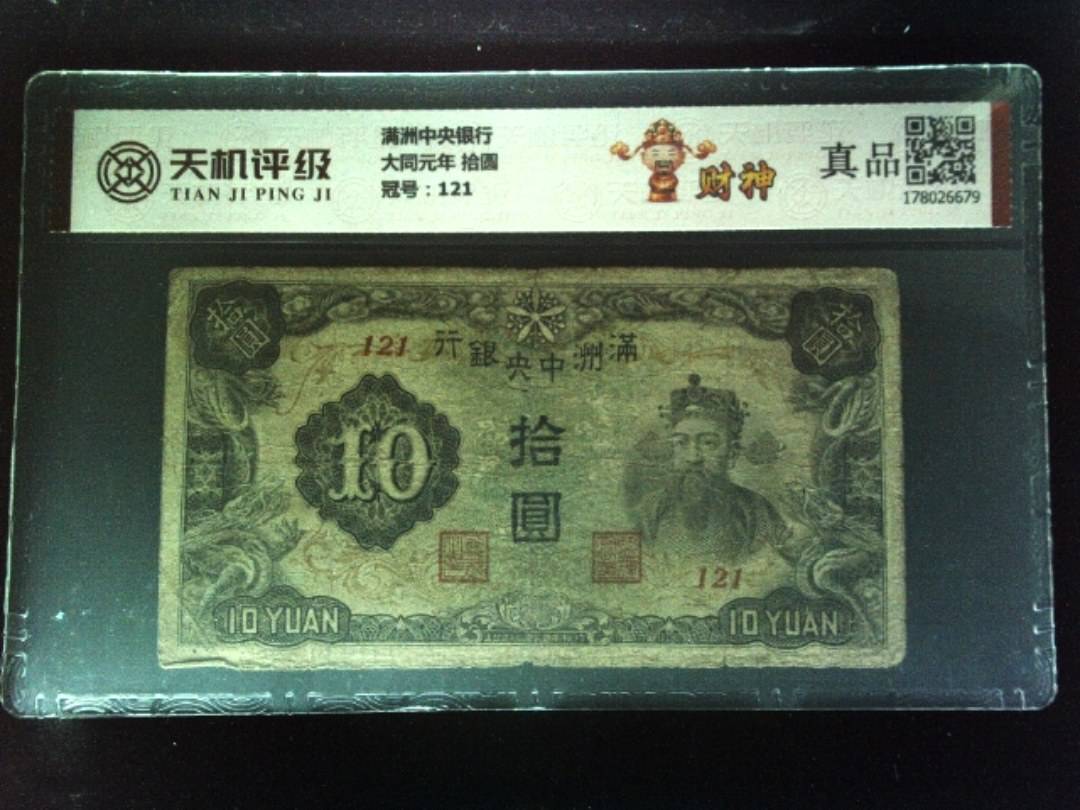 天机评级
TIAN JI PING JI
满洲中央银行
大同元年 拾圆
冠号：121
财神
真品
178026679
拾圓
拾圓
121
行銀央中洲滿
10
拾
圓
121
10 YUAN
10 YUAN